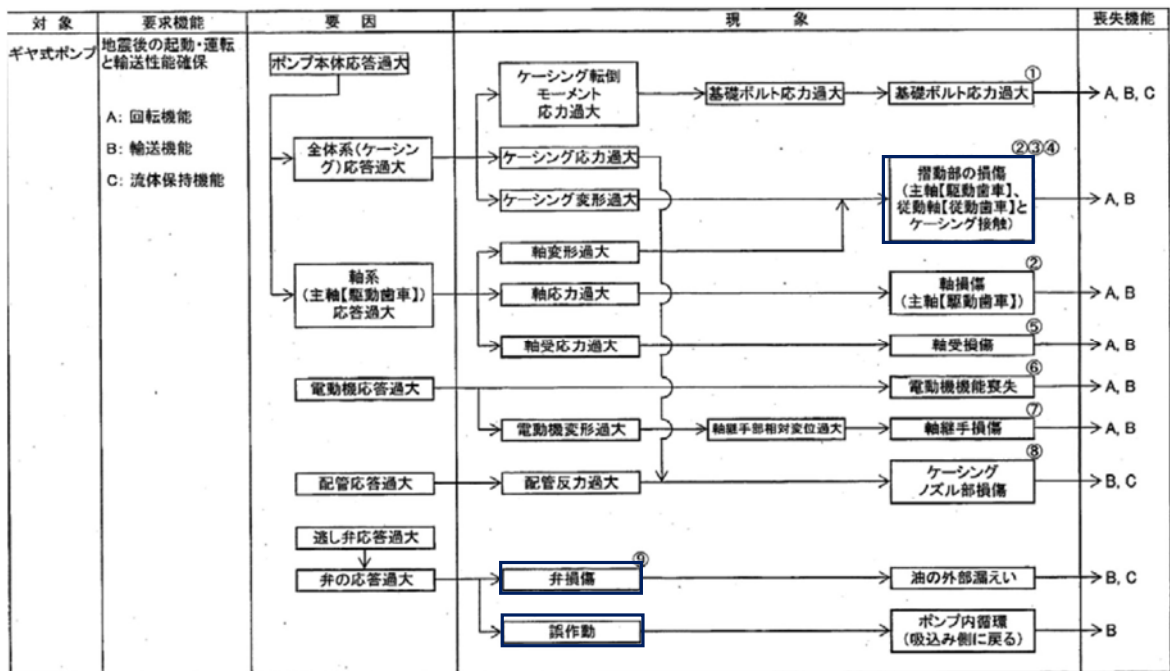 対 象
要求機能
要 因
現 象
喪失機能
ギヤ式ポンプ
地震後の起動・運転
と輸送性能確保
A: 回転機能
B: 輸送機能
C: 流体保持機能
ポンプ本体応答過大
全体系(ケーシン
グ)応答過大
ケーシング転倒
モーメント
応力過大
基礎ボルト応力過大
①
基礎ボルト応力過大
A, B, C
ケーシング応力過大
ケーシング変形過大
②③④
摺動部の損傷
(主軸【駆動歯車】、
従動軸【従動歯車】と
ケーシング接触)
A, B
軸系
(主軸【駆動歯車】)
応答過大
軸変形過大
軸応力過大
②
軸損傷
(主軸【駆動歯車】)
A, B
軸受応力過大
⑤
軸受損傷
A, B
電動機応答過大
⑥
電動機機能喪失
A, B
電動機変形過大
軸継手部相対変位過大
⑦
軸継手損傷
A, B
配管応答過大
配管反力過大
⑧
ケーシング
ノズル部損傷
B, C
逃し弁応答過大
弁の応答過大
⑨
弁損傷
油の外部漏えい
B, C
誤作動
ポンプ内循環
(吸込み側に戻る)
B